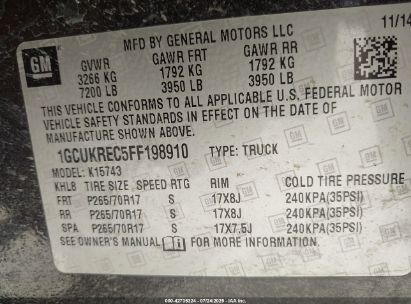 MFD BY GENERAL MOTORS LLC 11/14
GM
GVWR GAWR FRT GAWR RR
3266 KG 1792 KG 1792 KG
7200 LB 3950 LB 3950 LB
THIS VEHICLE CONFORMS TO ALL APPLICABLE U.S. FEDERAL MOTOR
VEHICLE SAFETY STANDARDS IN EFFECT ON THE DATE OF
MANUFACTURE SHOWN ABOVE.
1GCUKREC5FF198910 TYPE: TRUCK
MODEL: K15743
KHLB TIRE SIZE SPEED RTG RIM COLD TIRE PRESSURE
FRT P265/70R17 S 17X8J 240KPA(35PSI)
RR P265/70R17 S 17X8J 240KPA(35PSI)
SPA P265/70R17 S 17X7.5J 240KPA(35PSI)
SEE OWNER'S MANUAL FOR MORE INFORMATION.